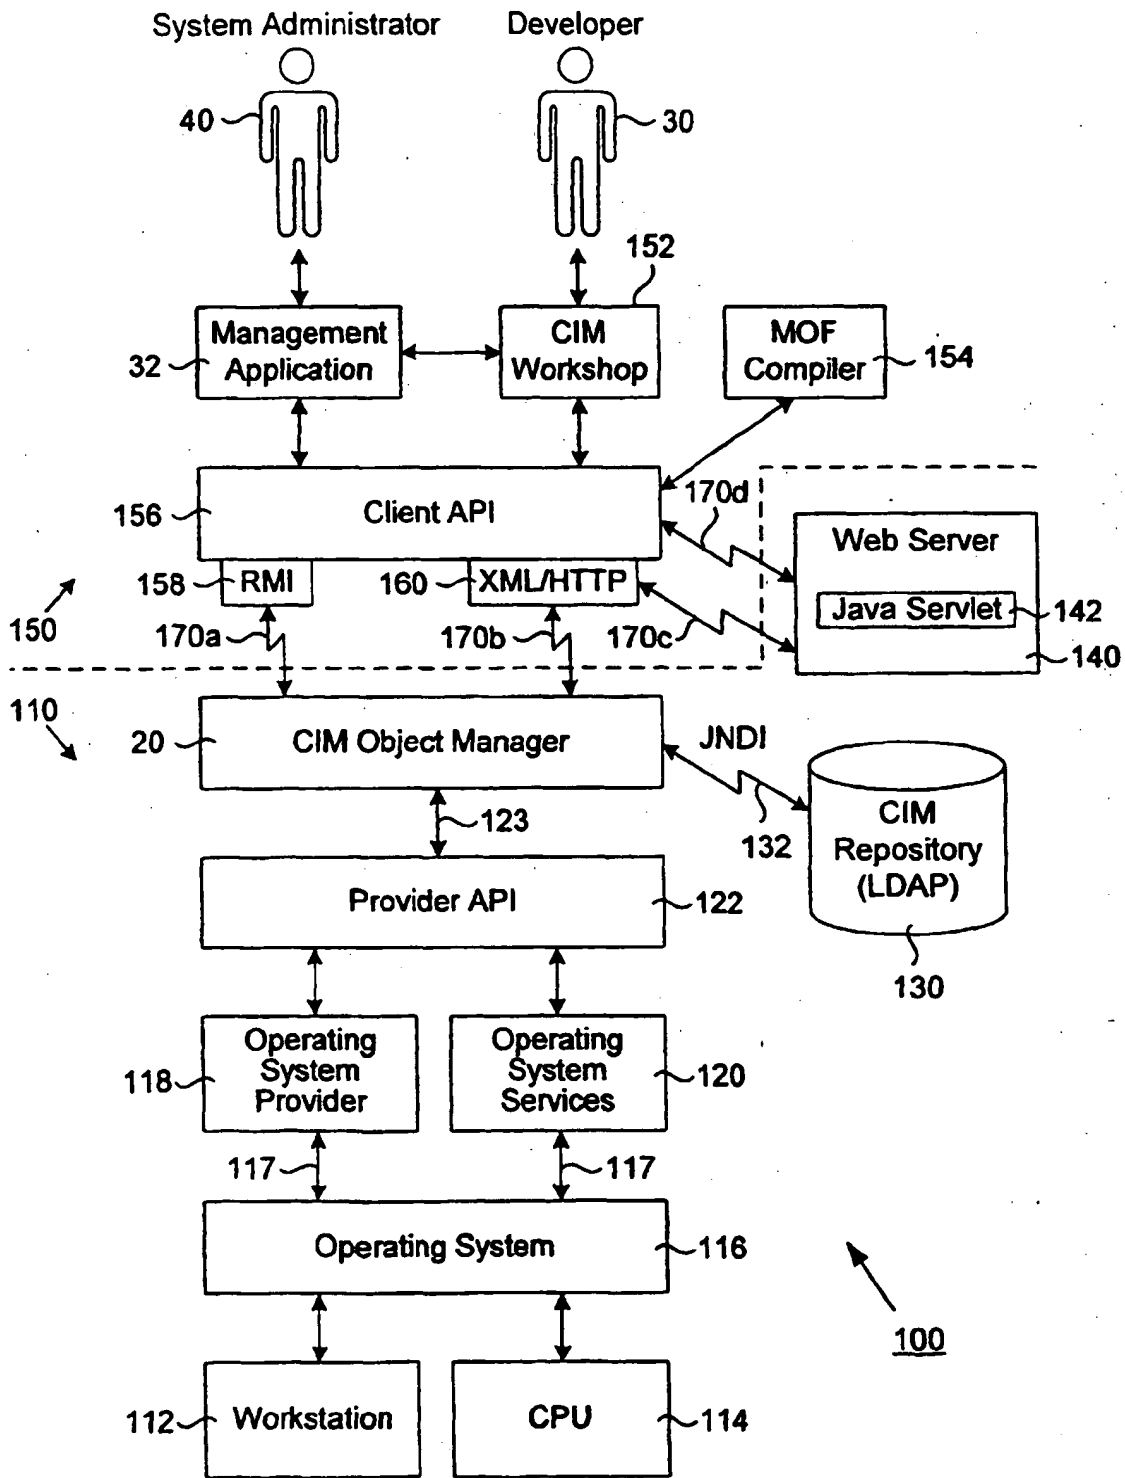 System Administrator
Developer
40
30
152
Management
Application
32
CIM
Workshop
MOF
Compiler
154
156
Client API
170d
Web Server
158
RMI
160
XML/HTTP
Java Servlet
142
150
170a
170b
170c
140
110
20
CIM Object Manager
JNDI
123
132
CIM
Repository
(LDAP)
Provider API
122
130
Operating
System
Provider
118
Operating
System
Services
120
117
117
Operating System
116
100
112
Workstation
CPU
114